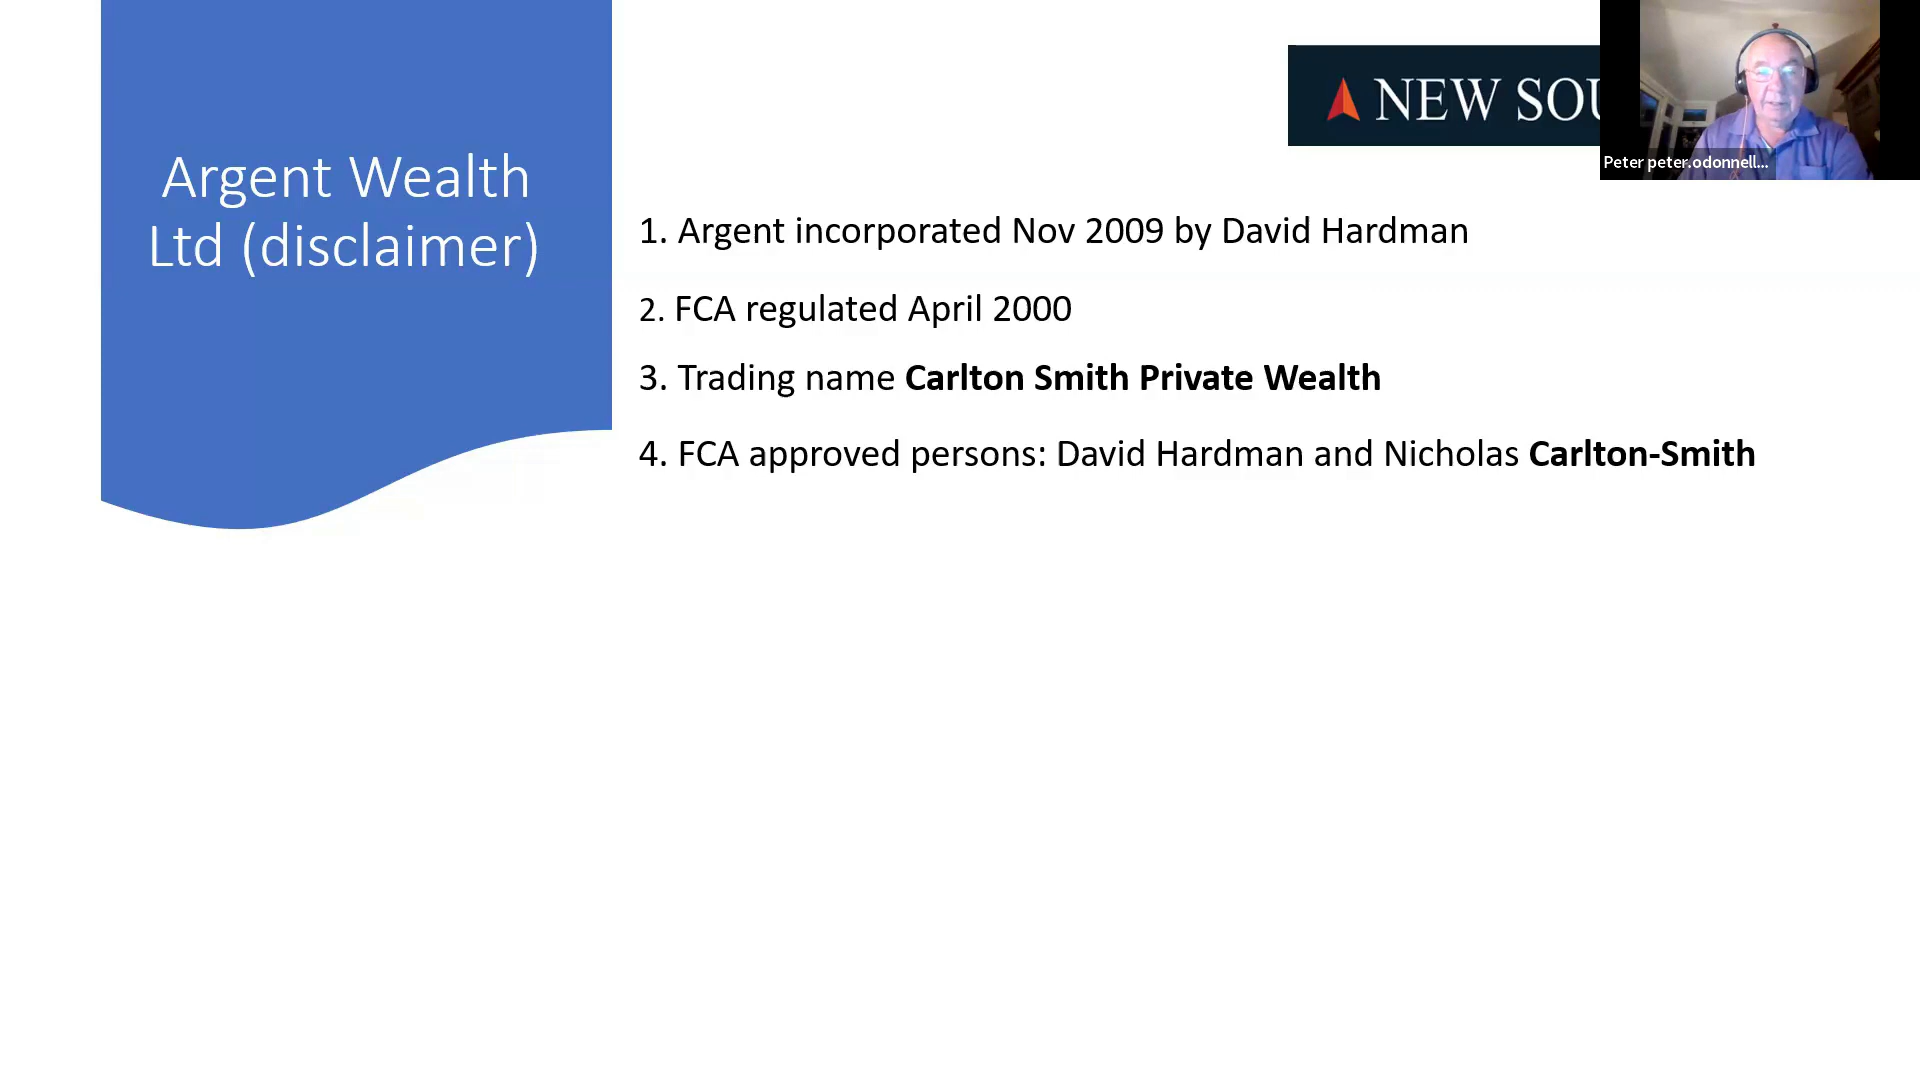 Argent Wealth
Ltd (disclaimer)
NEW SOU
Peter peter.odonnell...
1. Argent incorporated Nov 2009 by David Hardman
2. FCA regulated April 2000
3. Trading name Carlton Smith Private Wealth
4. FCA approved persons: David Hardman and Nicholas Carlton-Smith